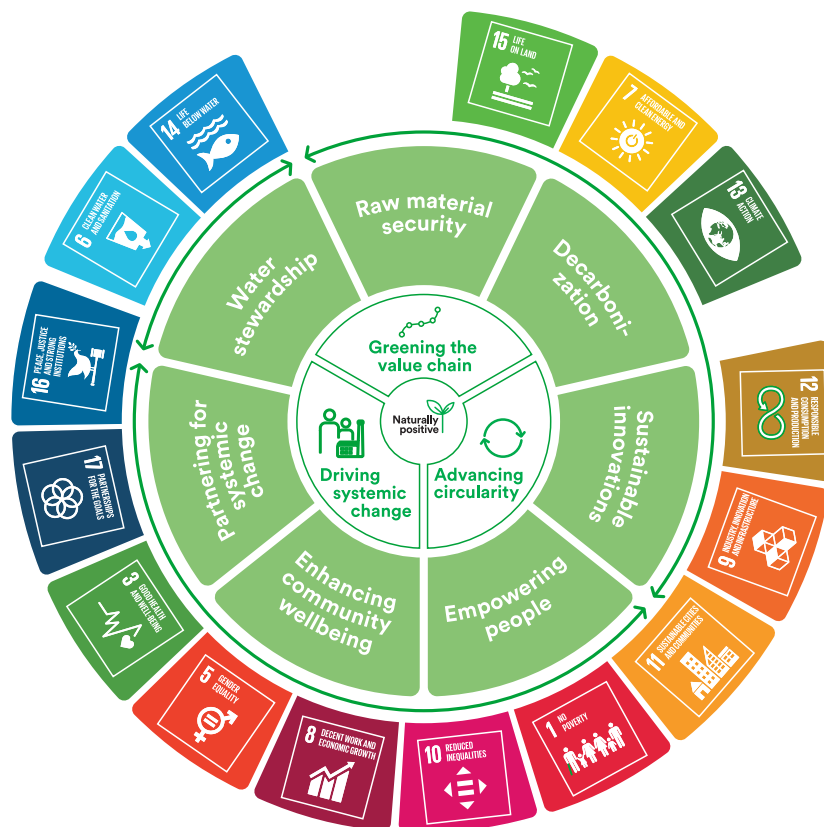 15 LIFE
ON LAND
7 AFFORDABLE AND
CLEAN ENERGY
13 CLIMATE
ACTION
12 RESPONSIBLE
CONSUMPTION
AND PRODUCTION
9 INDUSTRY, INNOVATION
AND INFRASTRUCTURE
11 SUSTAINABLE CITIES
AND COMMUNITIES
1 NO
POVERTY
10 REDUCED
INEQUALITIES
8 DECENT WORK AND
ECONOMIC GROWTH
5 GENDER
EQUALITY
3 GOOD HEALTH
AND WELL-BEING
17 PARTNERSHIPS
FOR THE GOALS
16 PEACE, JUSTICE
AND STRONG
INSTITUTIONS
6 CLEAN WATER
AND SANITATION
14 LIFE
BELOW WATER
Raw material
security
Decarboni-
zation
Sustainable
innovations
Empowering
people
Enhancing
community
wellbeing
Partnering for
systemic
change
Water
stewardship
Greening the
value chain
Advancing
circularity
Driving
systemic
change
Naturally
positive